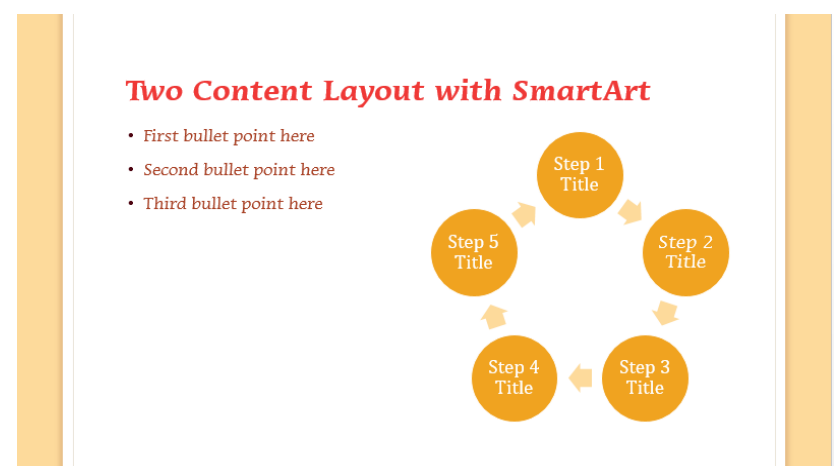 Two Content Layout with SmartArt
• First bullet point here
• Second bullet point here
• Third bullet point here
Step 1
Title
Step 2
Title
Step 3
Title
Step 4
Title
Step 5
Title